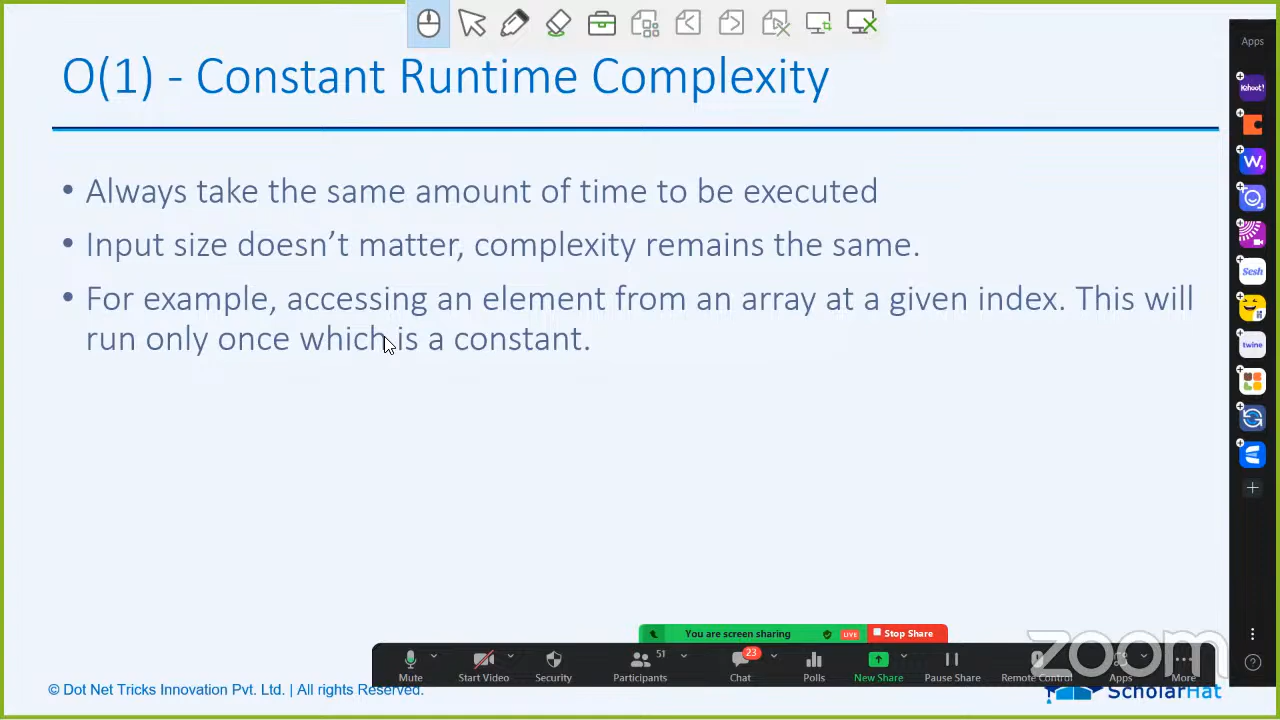 O(1) - Constant Runtime Complexity
• Always take the same amount of time to be executed
• Input size doesn't matter, complexity remains the same.
• For example, accessing an element from an array at a given index. This will
run only once which is a constant.
Apps
Kahoot!
W,
Sesh
twine
You are screen sharing
LIVE
Stop Share
Mute
Start Video
Security
51
Participants
23
Chat
Polls
New Share
Pause Share
Remote Control
Apps
More
zoom
© Dot Net Tricks Innovation Pvt. Ltd. | All rights Reserved.
ScholarHat